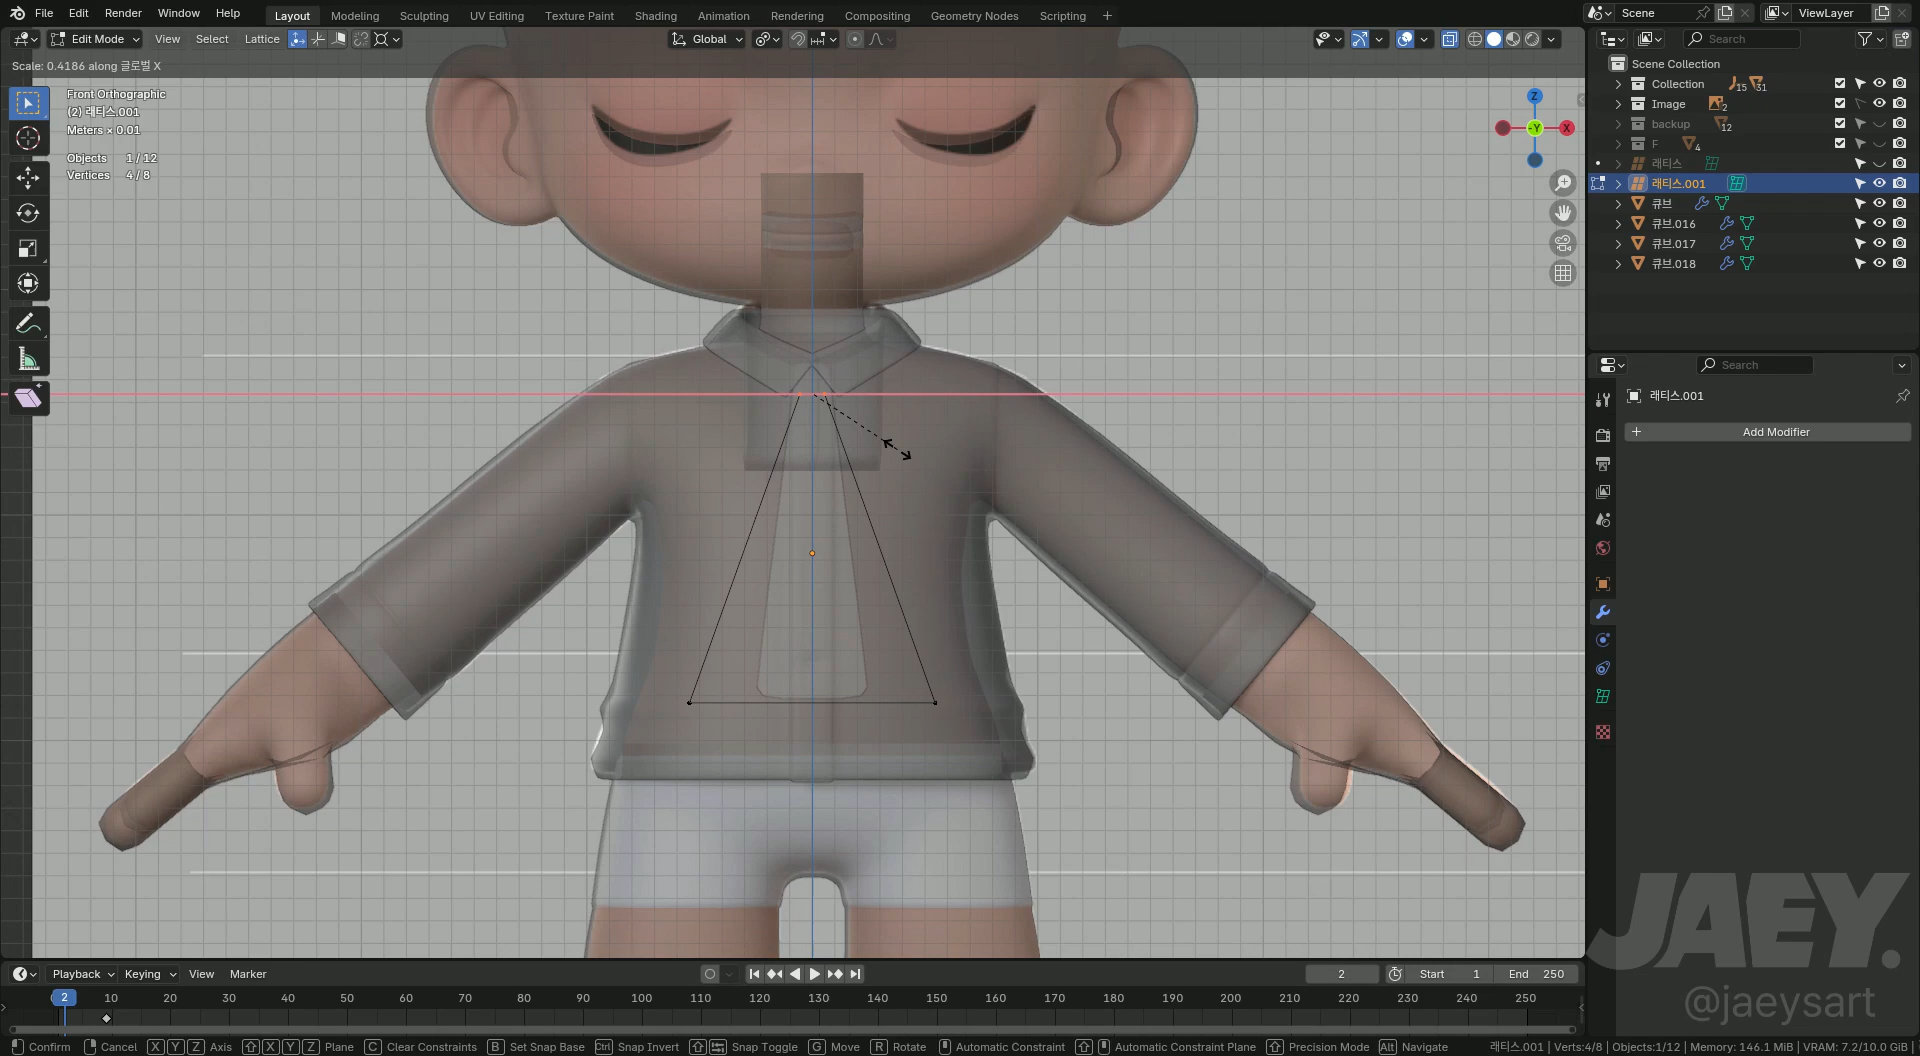 File Edit Render Window Help Layout Modeling Sculpting UV Editing Texture Paint Shading Animation Rendering Compositing Geometry Nodes Scripting + Scene ViewLayer
Edit Mode View Select Lattice Global Search
Scale: 0.4186 along 글로벌 X
Front Orthographic
(2) 래티스.001
Meters × 0.01
Objects 1 / 12
Vertices 4 / 8
Z
-Y
X
Scene Collection
Collection 15 31
Image 2
backup 12
F 4
래티스
래티스.001
큐브
큐브.016
큐브.017
큐브.018
Search
래티스.001
+ Add Modifier
JAEY.
@jaeysart
Playback Keying View Marker 2 Start 1 End 250
2 10 20 30 40 50 60 70 80 90 100 110 120 130 140 150 160 170 180 190 200 210 220 230 240 250
Confirm Cancel X Y Z Axis X Y Z Plane C Clear Constraints B Set Snap Base Ctrl Snap Invert Snap Toggle G Move R Rotate Automatic Constraint Automatic Constraint Plane Precision Mode Alt Navigate 래티스.001 | Verts:4/8 | Objects:1/12 | Memory: 146.1 MiB | VRAM: 7.2/10.0 GiB |